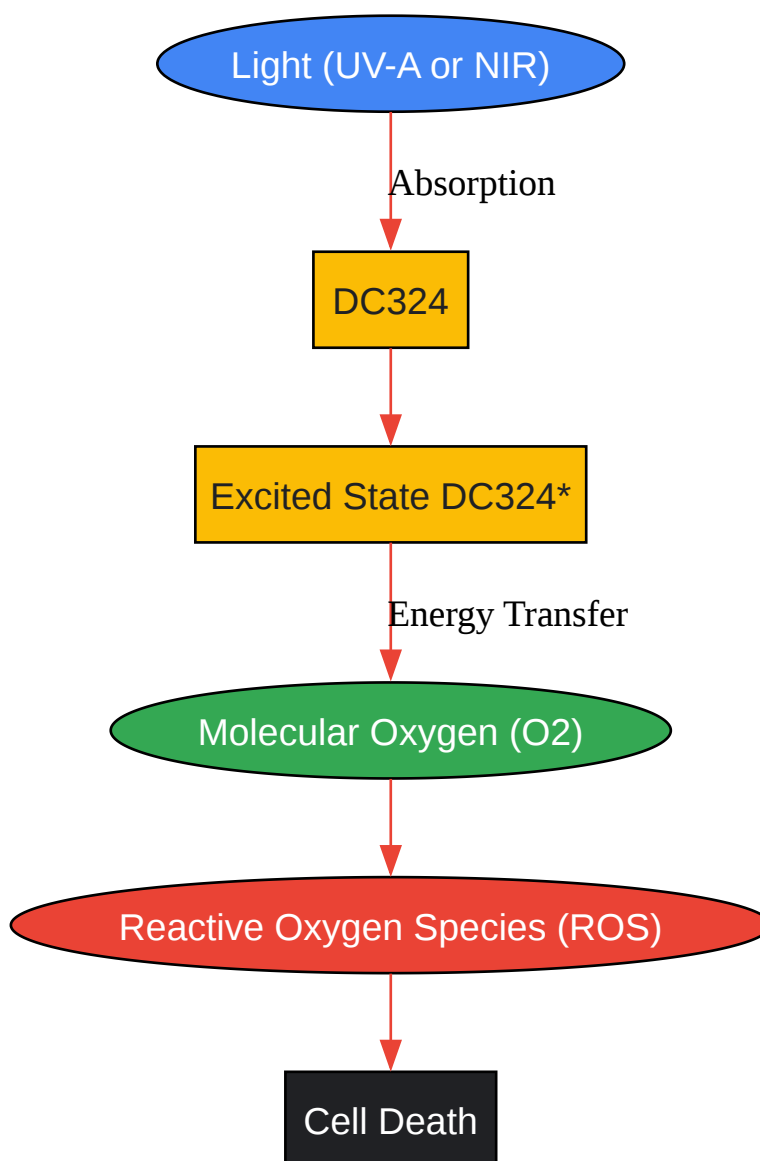 Light (UV-A or NIR)
Absorption
DC324
Excited State DC324*
Energy Transfer
Molecular Oxygen (O2)
Reactive Oxygen Species (ROS)
Cell Death